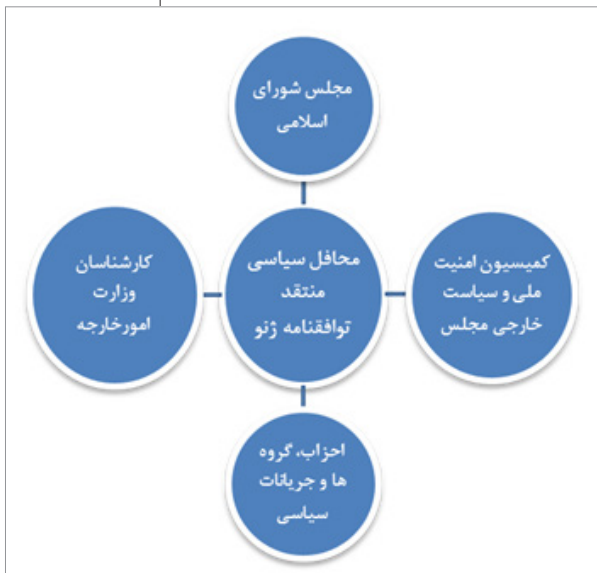 مجلس شورای
اسلامی
کمیسیون امنیت
ملی و سیاست
خارجی مجلس
محافل سیاسی
منتقد
توافقنامه ژنو
کارشناسان
وزارت
امورخارجه
احزاب، گروه
ها و جریانات
سیاسی